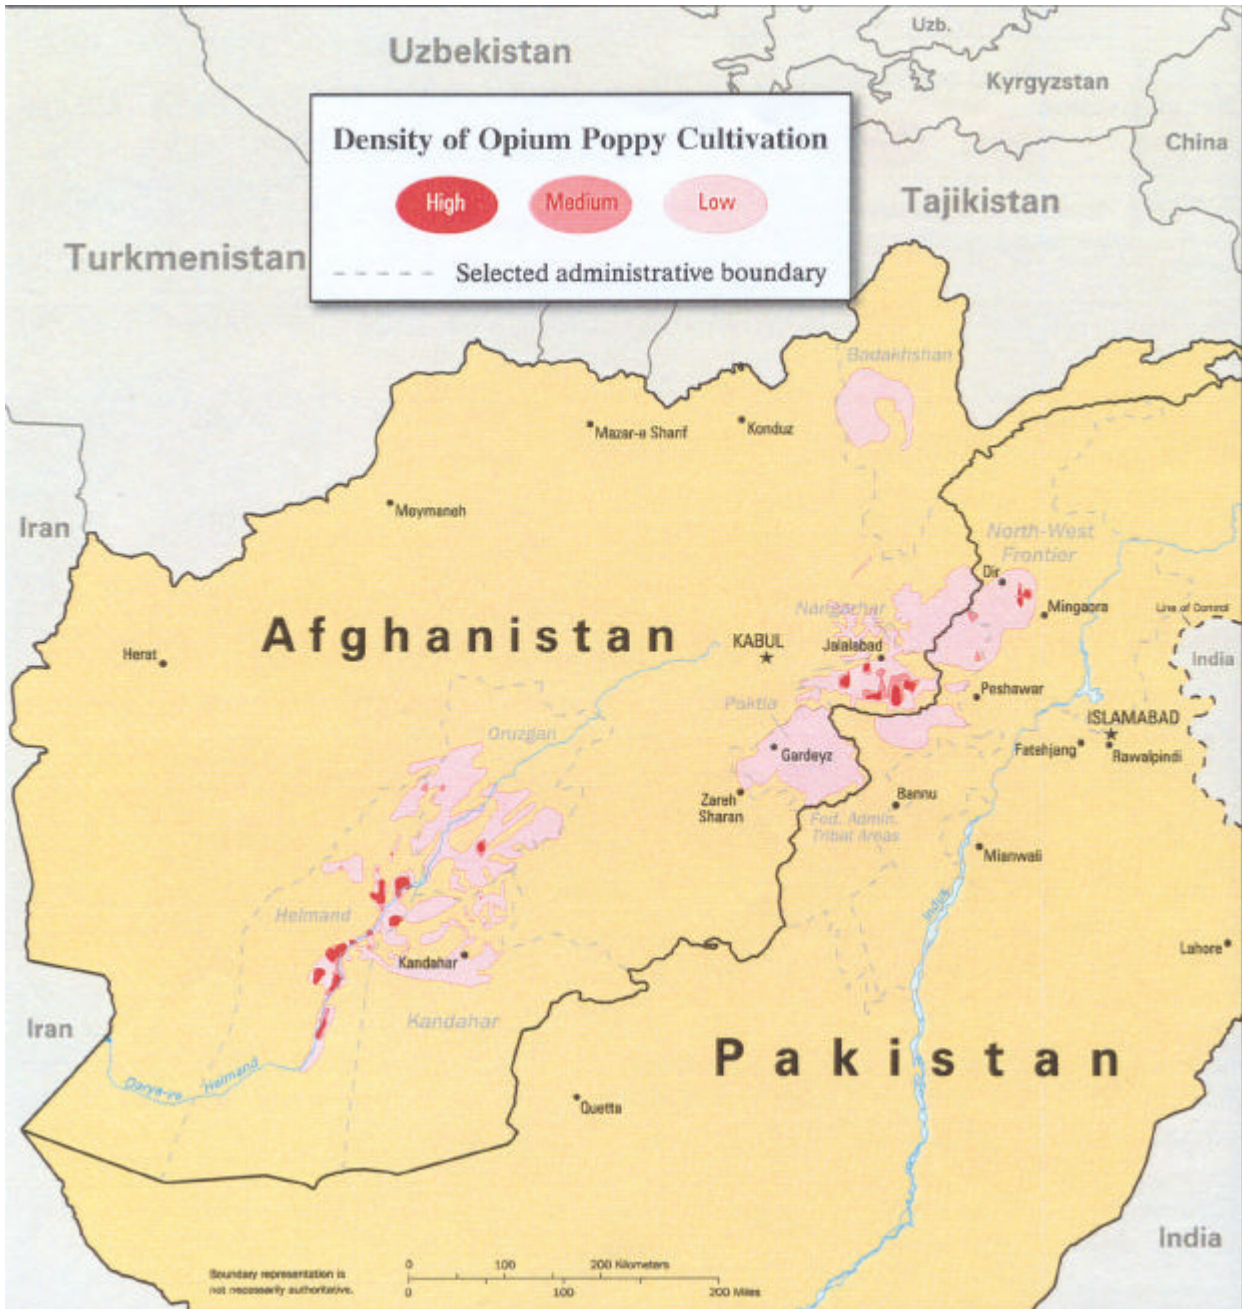 Uzbekistan
Uzb.
Kyrgyzstan
China
Tajikistan
Turkmenistan
Density of Opium Poppy Cultivation
High
Medium
Low
Selected administrative boundary
Badakhshan
Mazar-e Sharif
Konduz
Meymaneh
Iran
North-West
Frontier
Dir
Mingaora
Line of Control
India
Nangarhar
Afghanistan
KABUL
Jalalabad
Herat
Peshawar
Paktia
ISLAMABAD
Oruzgan
Gardeyz
Fatehjang
Rawalpindi
Zareh
Sharan
Bannu
Fed. Admin.
Tribal Areas
Mianwali
Indus
Helmand
Kandahar
Lahore
Iran
Kandahar
Pakistan
Darya-ye Helmand
Quetta
India
Boundary representation is
not necessarily authoritative.
0 100 200 Kilometers
0 100 200 Miles